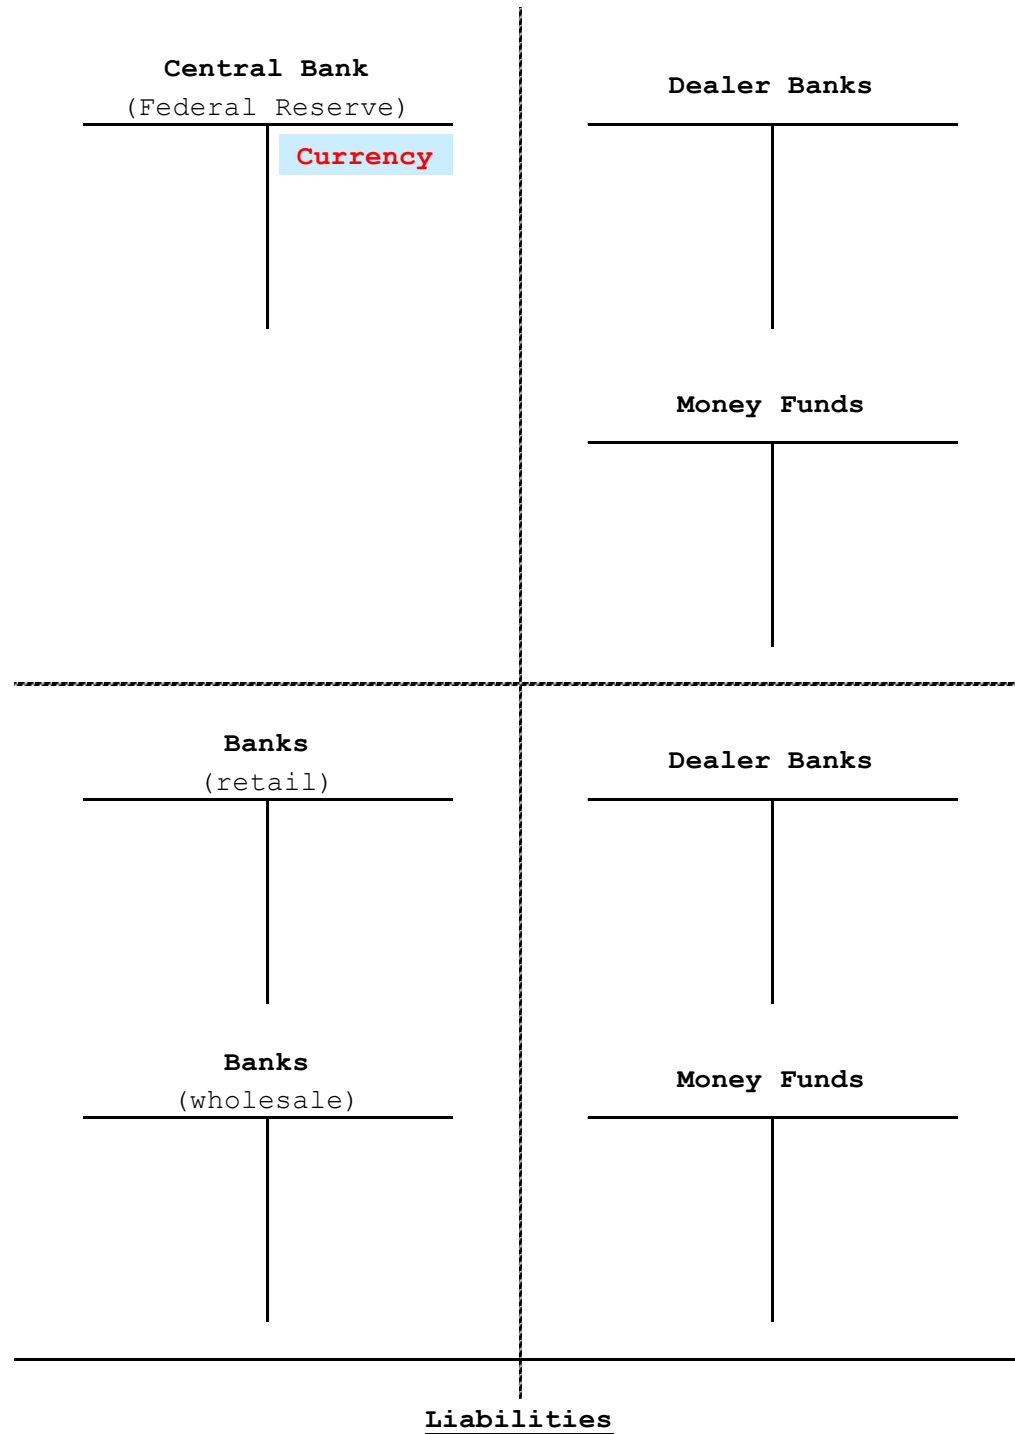 Central Bank
(Federal Reserve)
Currency
Dealer Banks
Money Funds
Banks
(retail)
Banks
(wholesale)
Dealer Banks
Money Funds
Liabilities